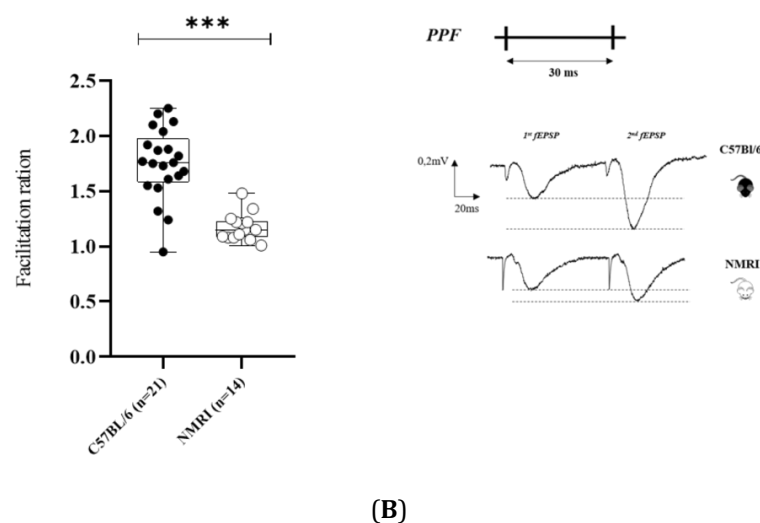 ***
Facilitation ration
2.5
2.0
1.5
1.0
0.5
0.0
C57BL/6 (n=21)
NMRI (n=14)
PPF
30 ms
1st fEPSP
2nd fEPSP
C57Bl/6
0,2mV
20ms
NMRI
(B)